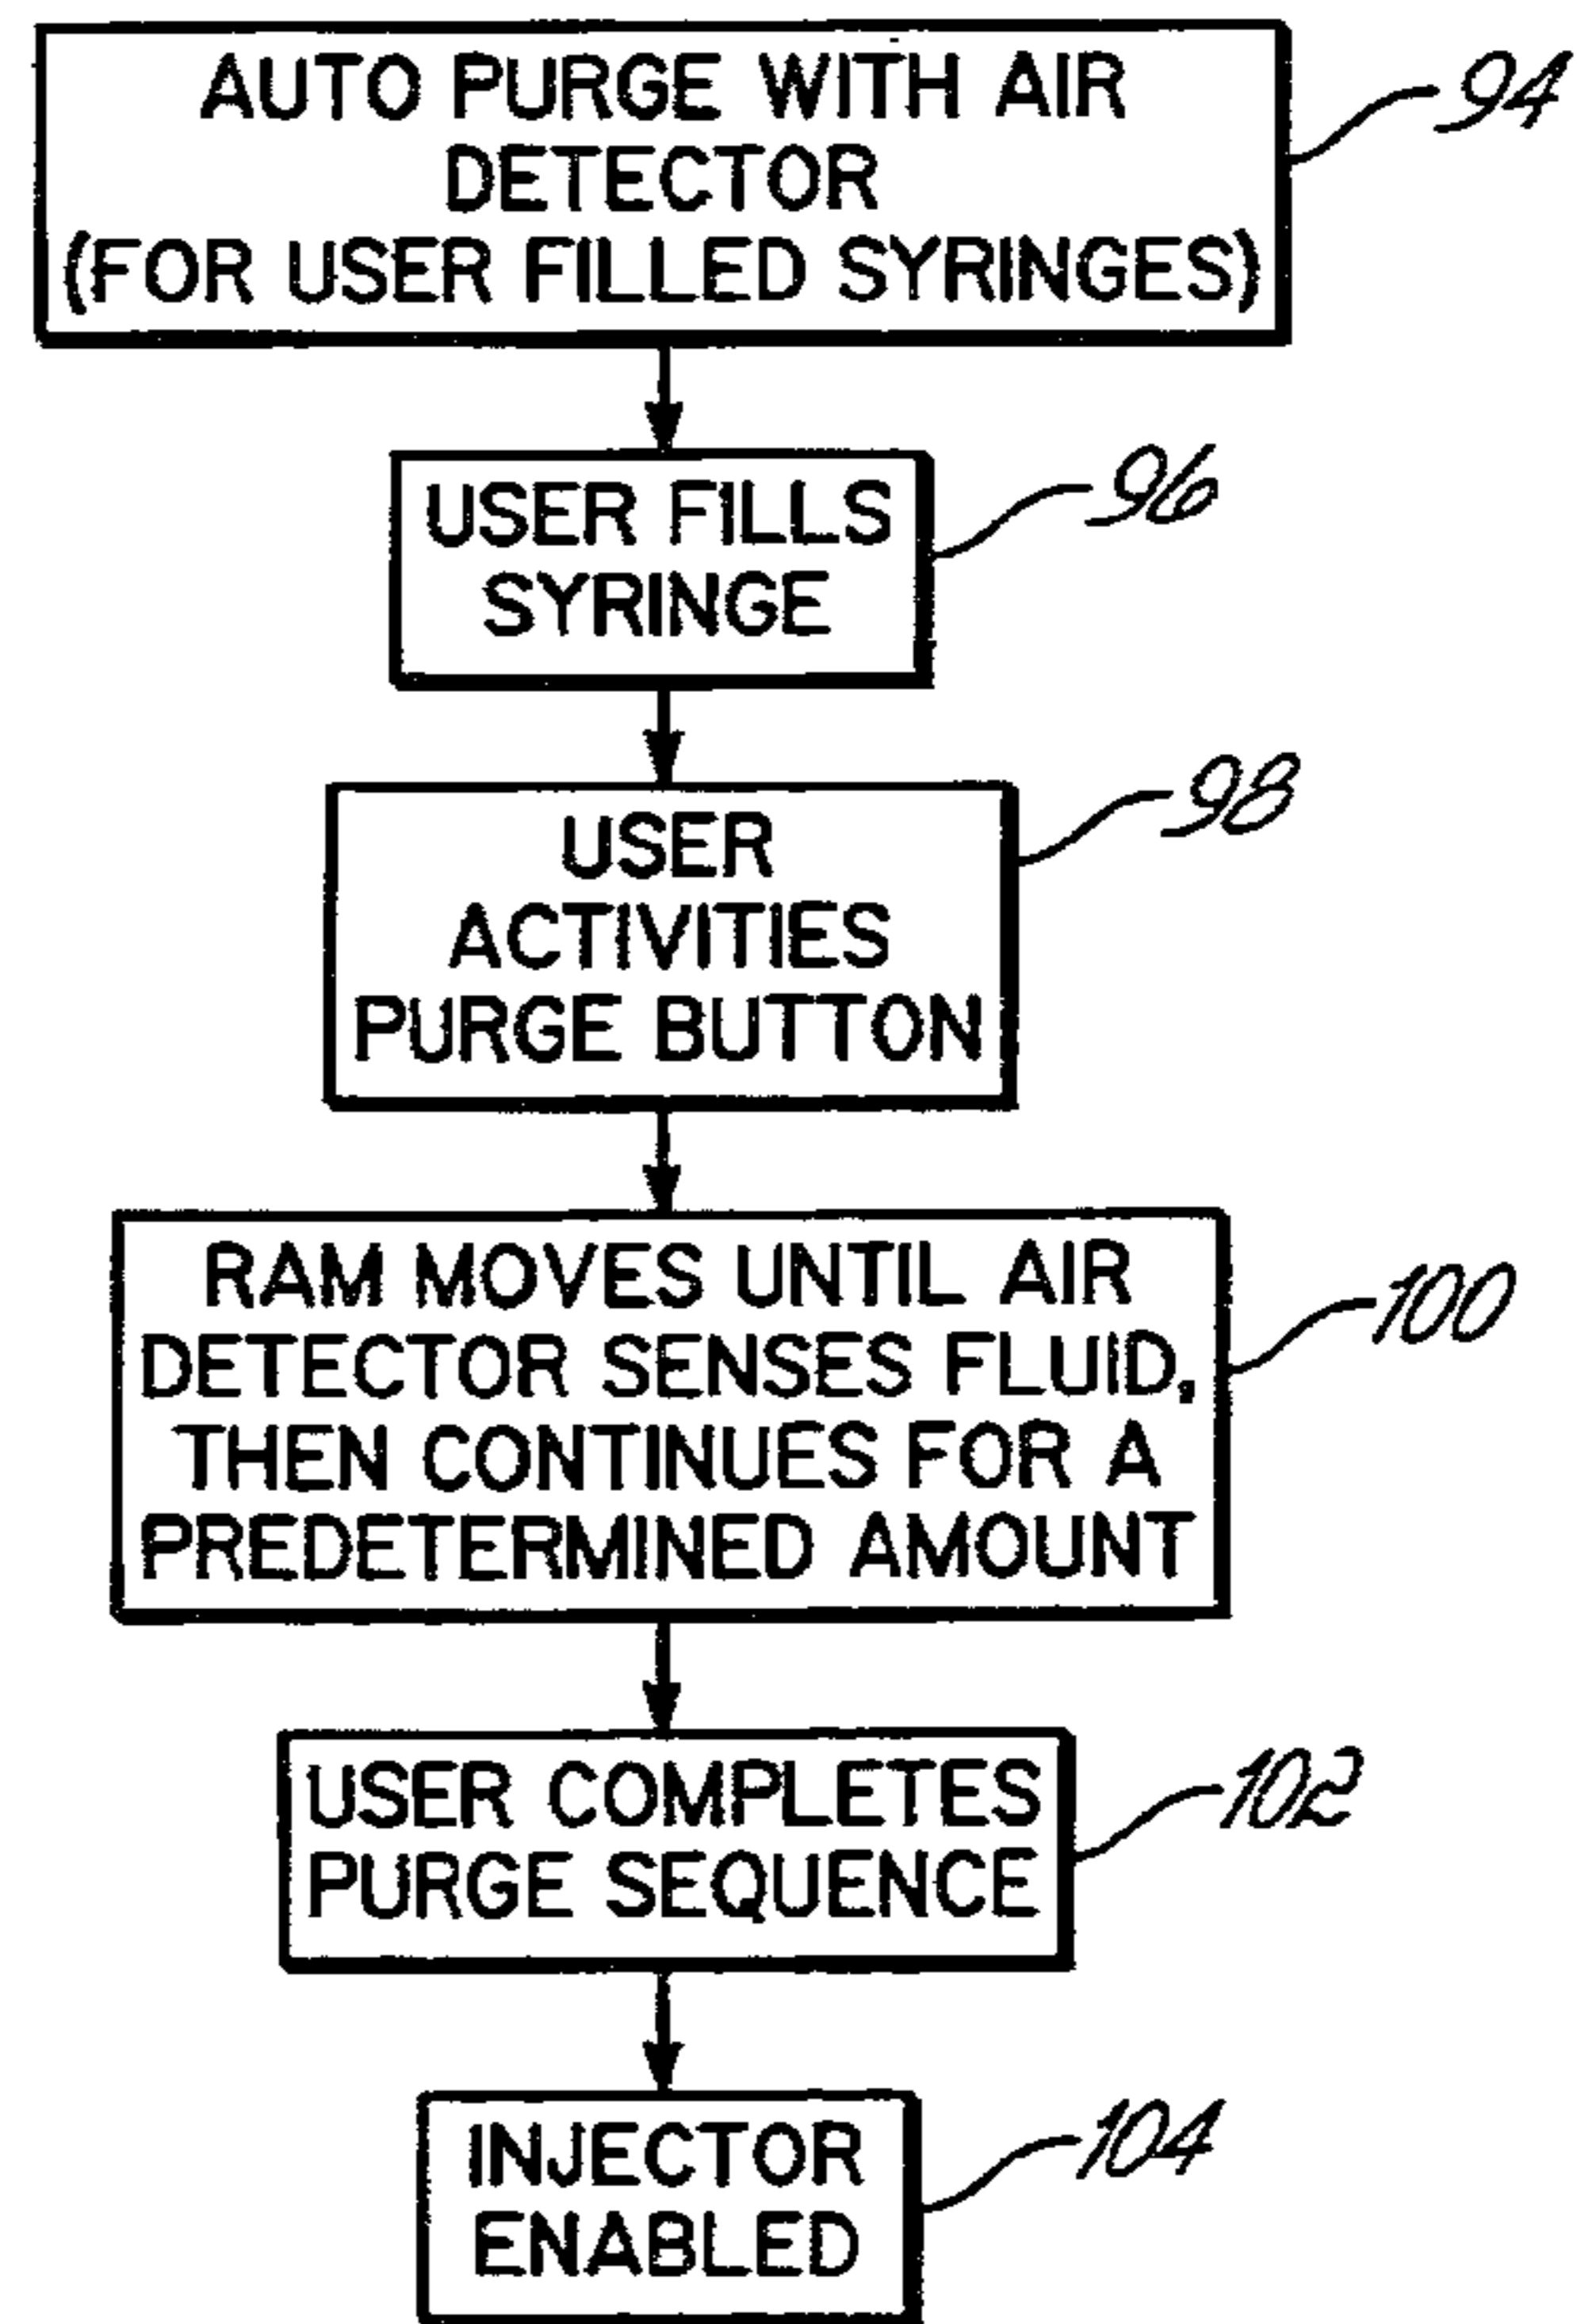 AUTO PURGE WITH AIR
DETECTOR
(FOR USER FILLED SYRINGES)
94
USER FILLS
SYRINGE
96
USER
ACTIVITIES
PURGE BUTTON
98
RAM MOVES UNTIL AIR
DETECTOR SENSES FLUID,
THEN CONTINUES FOR A
PREDETERMINED AMOUNT
100
USER COMPLETES
PURGE SEQUENCE
102
INJECTOR
ENABLED
104